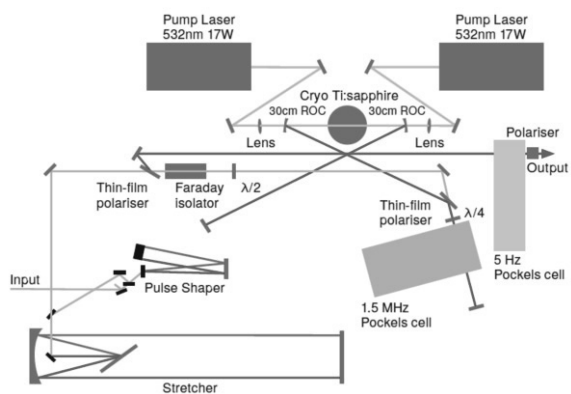 Pump Laser
532nm 17W
Pump Laser
532nm 17W
Cryo Ti:sapphire
30cm ROC
30cm ROC
Lens
Lens
Polariser
Output
Thin-film
polariser
Faraday
isolator
λ/2
Thin-film
polariser
λ/4
5 Hz
Pockels cell
Input
Pulse Shaper
1.5 MHz
Pockels cell
Stretcher